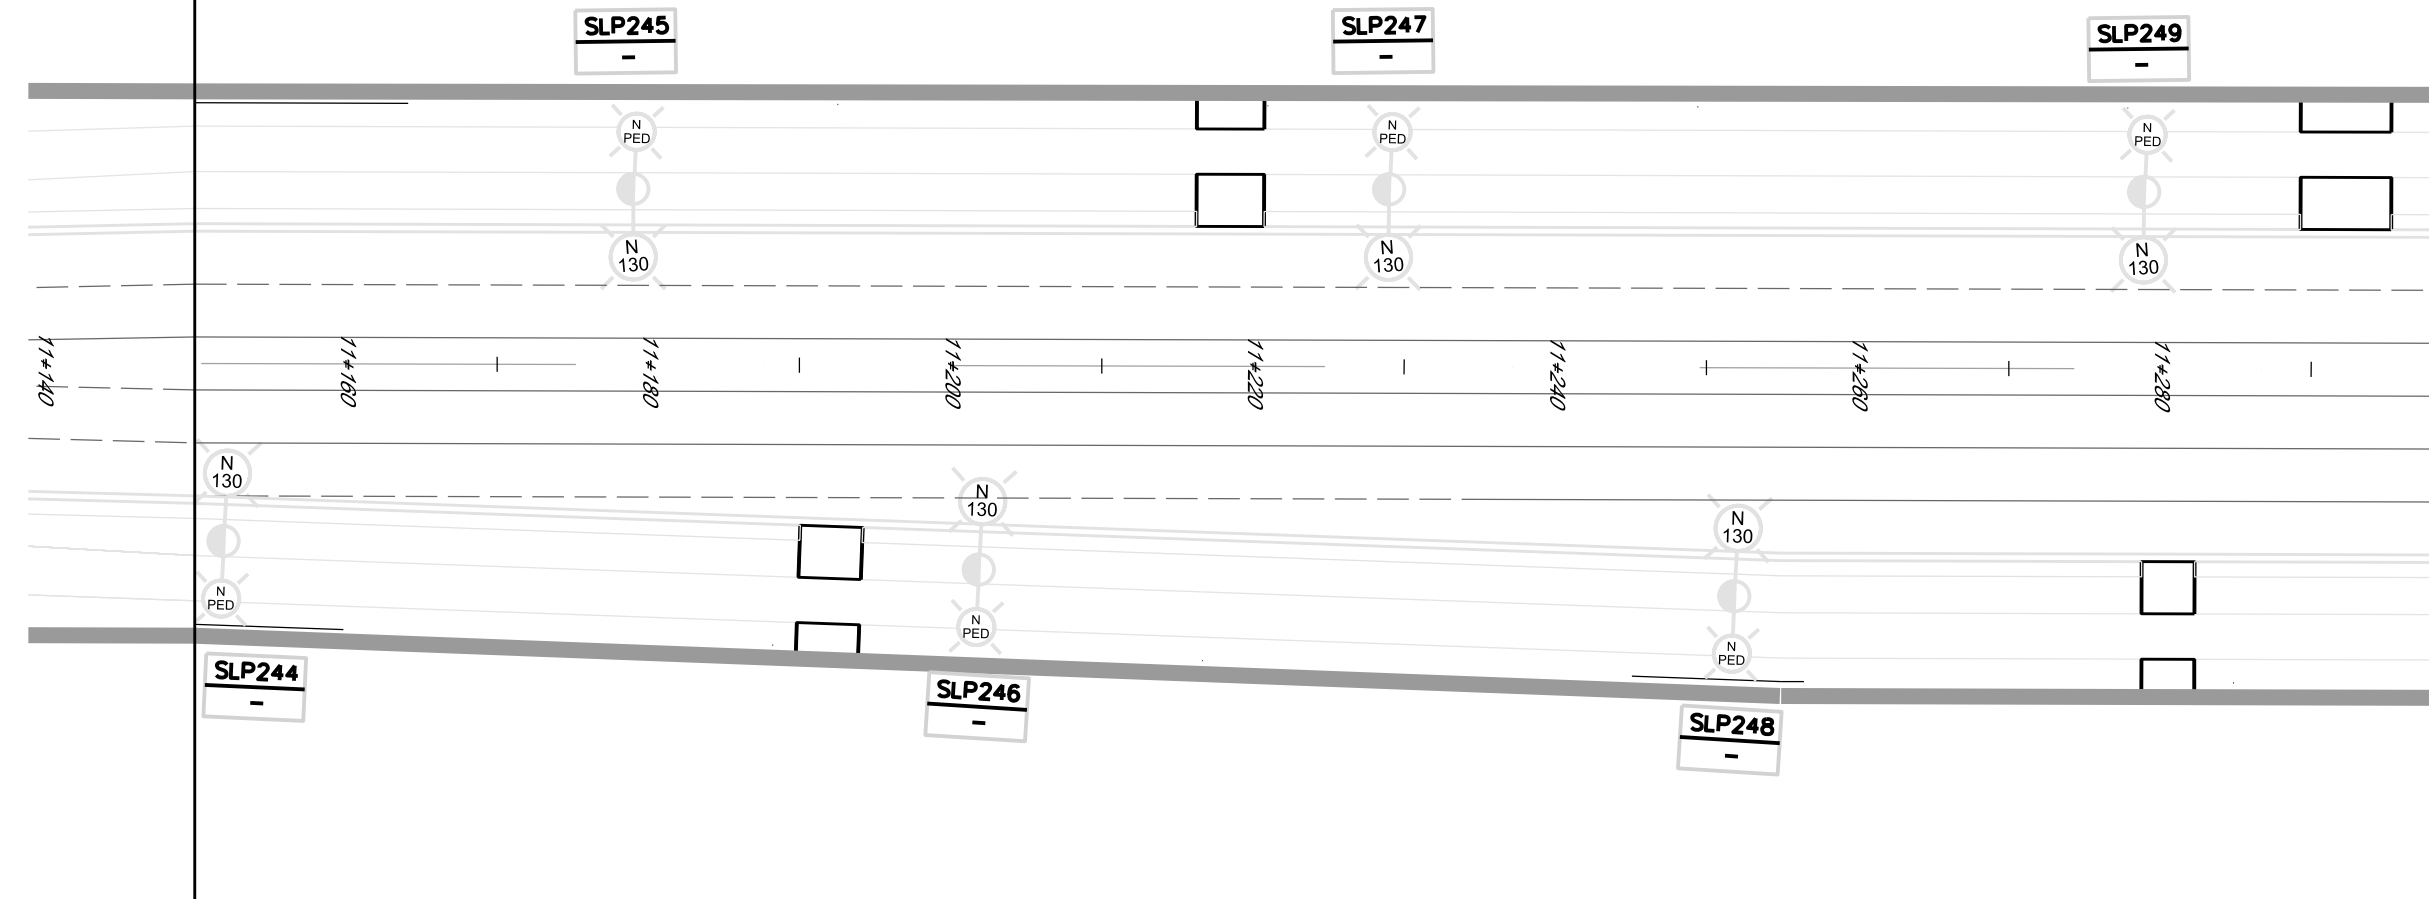 SLP245
-
SLP247
-
SLP249
-
N
PED
N
PED
N
PED
N
130
N
130
N
130
11+140
11+160
11+180
11+200
11+220
11+240
11+260
11+280
N
130
N
130
N
130
N
PED
N
PED
N
PED
SLP244
-
SLP246
-
SLP248
-